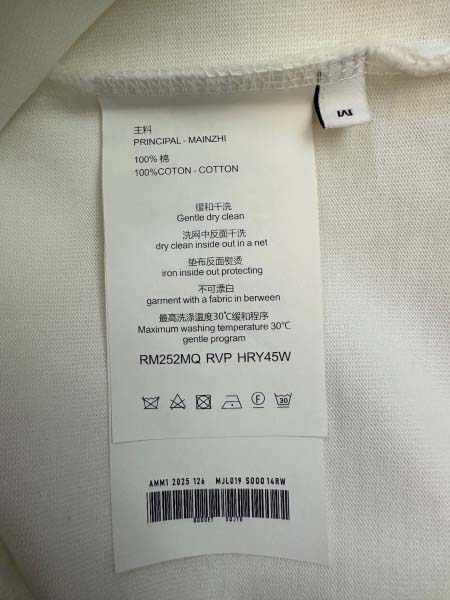 M
主料
PRINCIPAL - MAINZHI
100% 棉
100%COTON - COTTON
缓和干洗
Gentle dry clean
洗网中反面干洗
dry clean inside out in a net
垫布反面熨烫
iron inside out protecting
不可漂白
garment with a fabric in berween
最高洗涤温度30℃缓和程序
Maximum washing temperature 30℃
gentle program
RM252MQ RVP HRY45W
F
30
AMM1 2025 126 MJL019 S00014RW